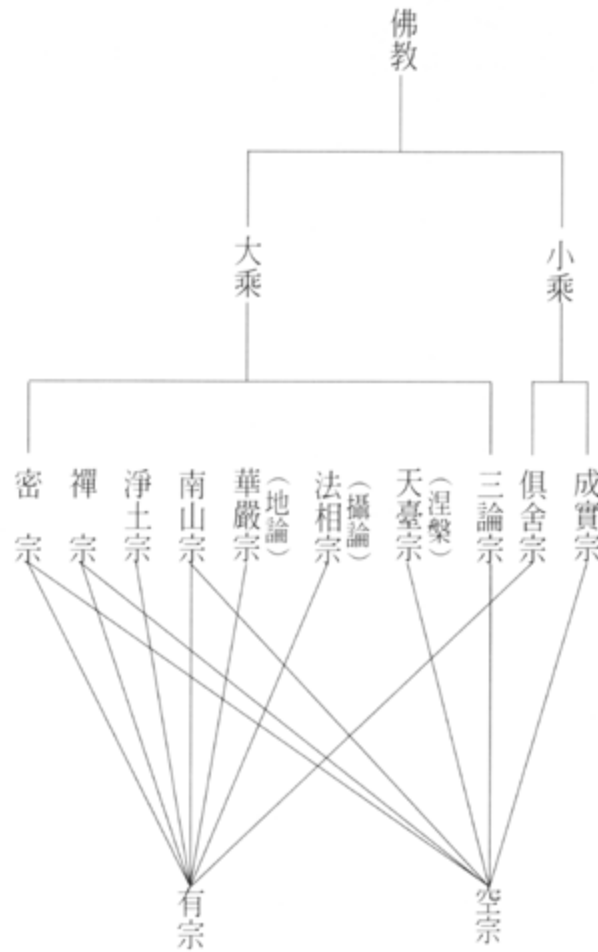 佛教
小乘
大乘
成實宗
俱舍宗
三論宗
（涅槃）
天臺宗
（攝論）
法相宗
（地論）
華嚴宗
南山宗
淨土宗
禪宗
密宗
空宗
有宗